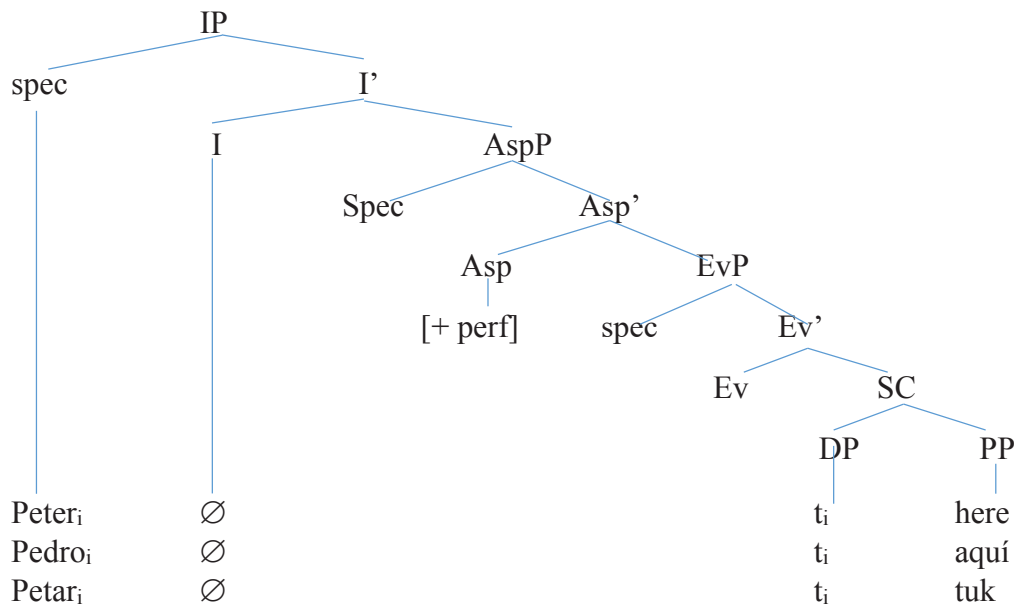 IP
spec I’
I AspP
Spec Asp’
Asp EvP
[+ perf] spec Ev’
Ev SC
DP PP
Peterᵢ ∅ tᵢ here
Pedroᵢ ∅ tᵢ aquí
Petarᵢ ∅ tᵢ tuk